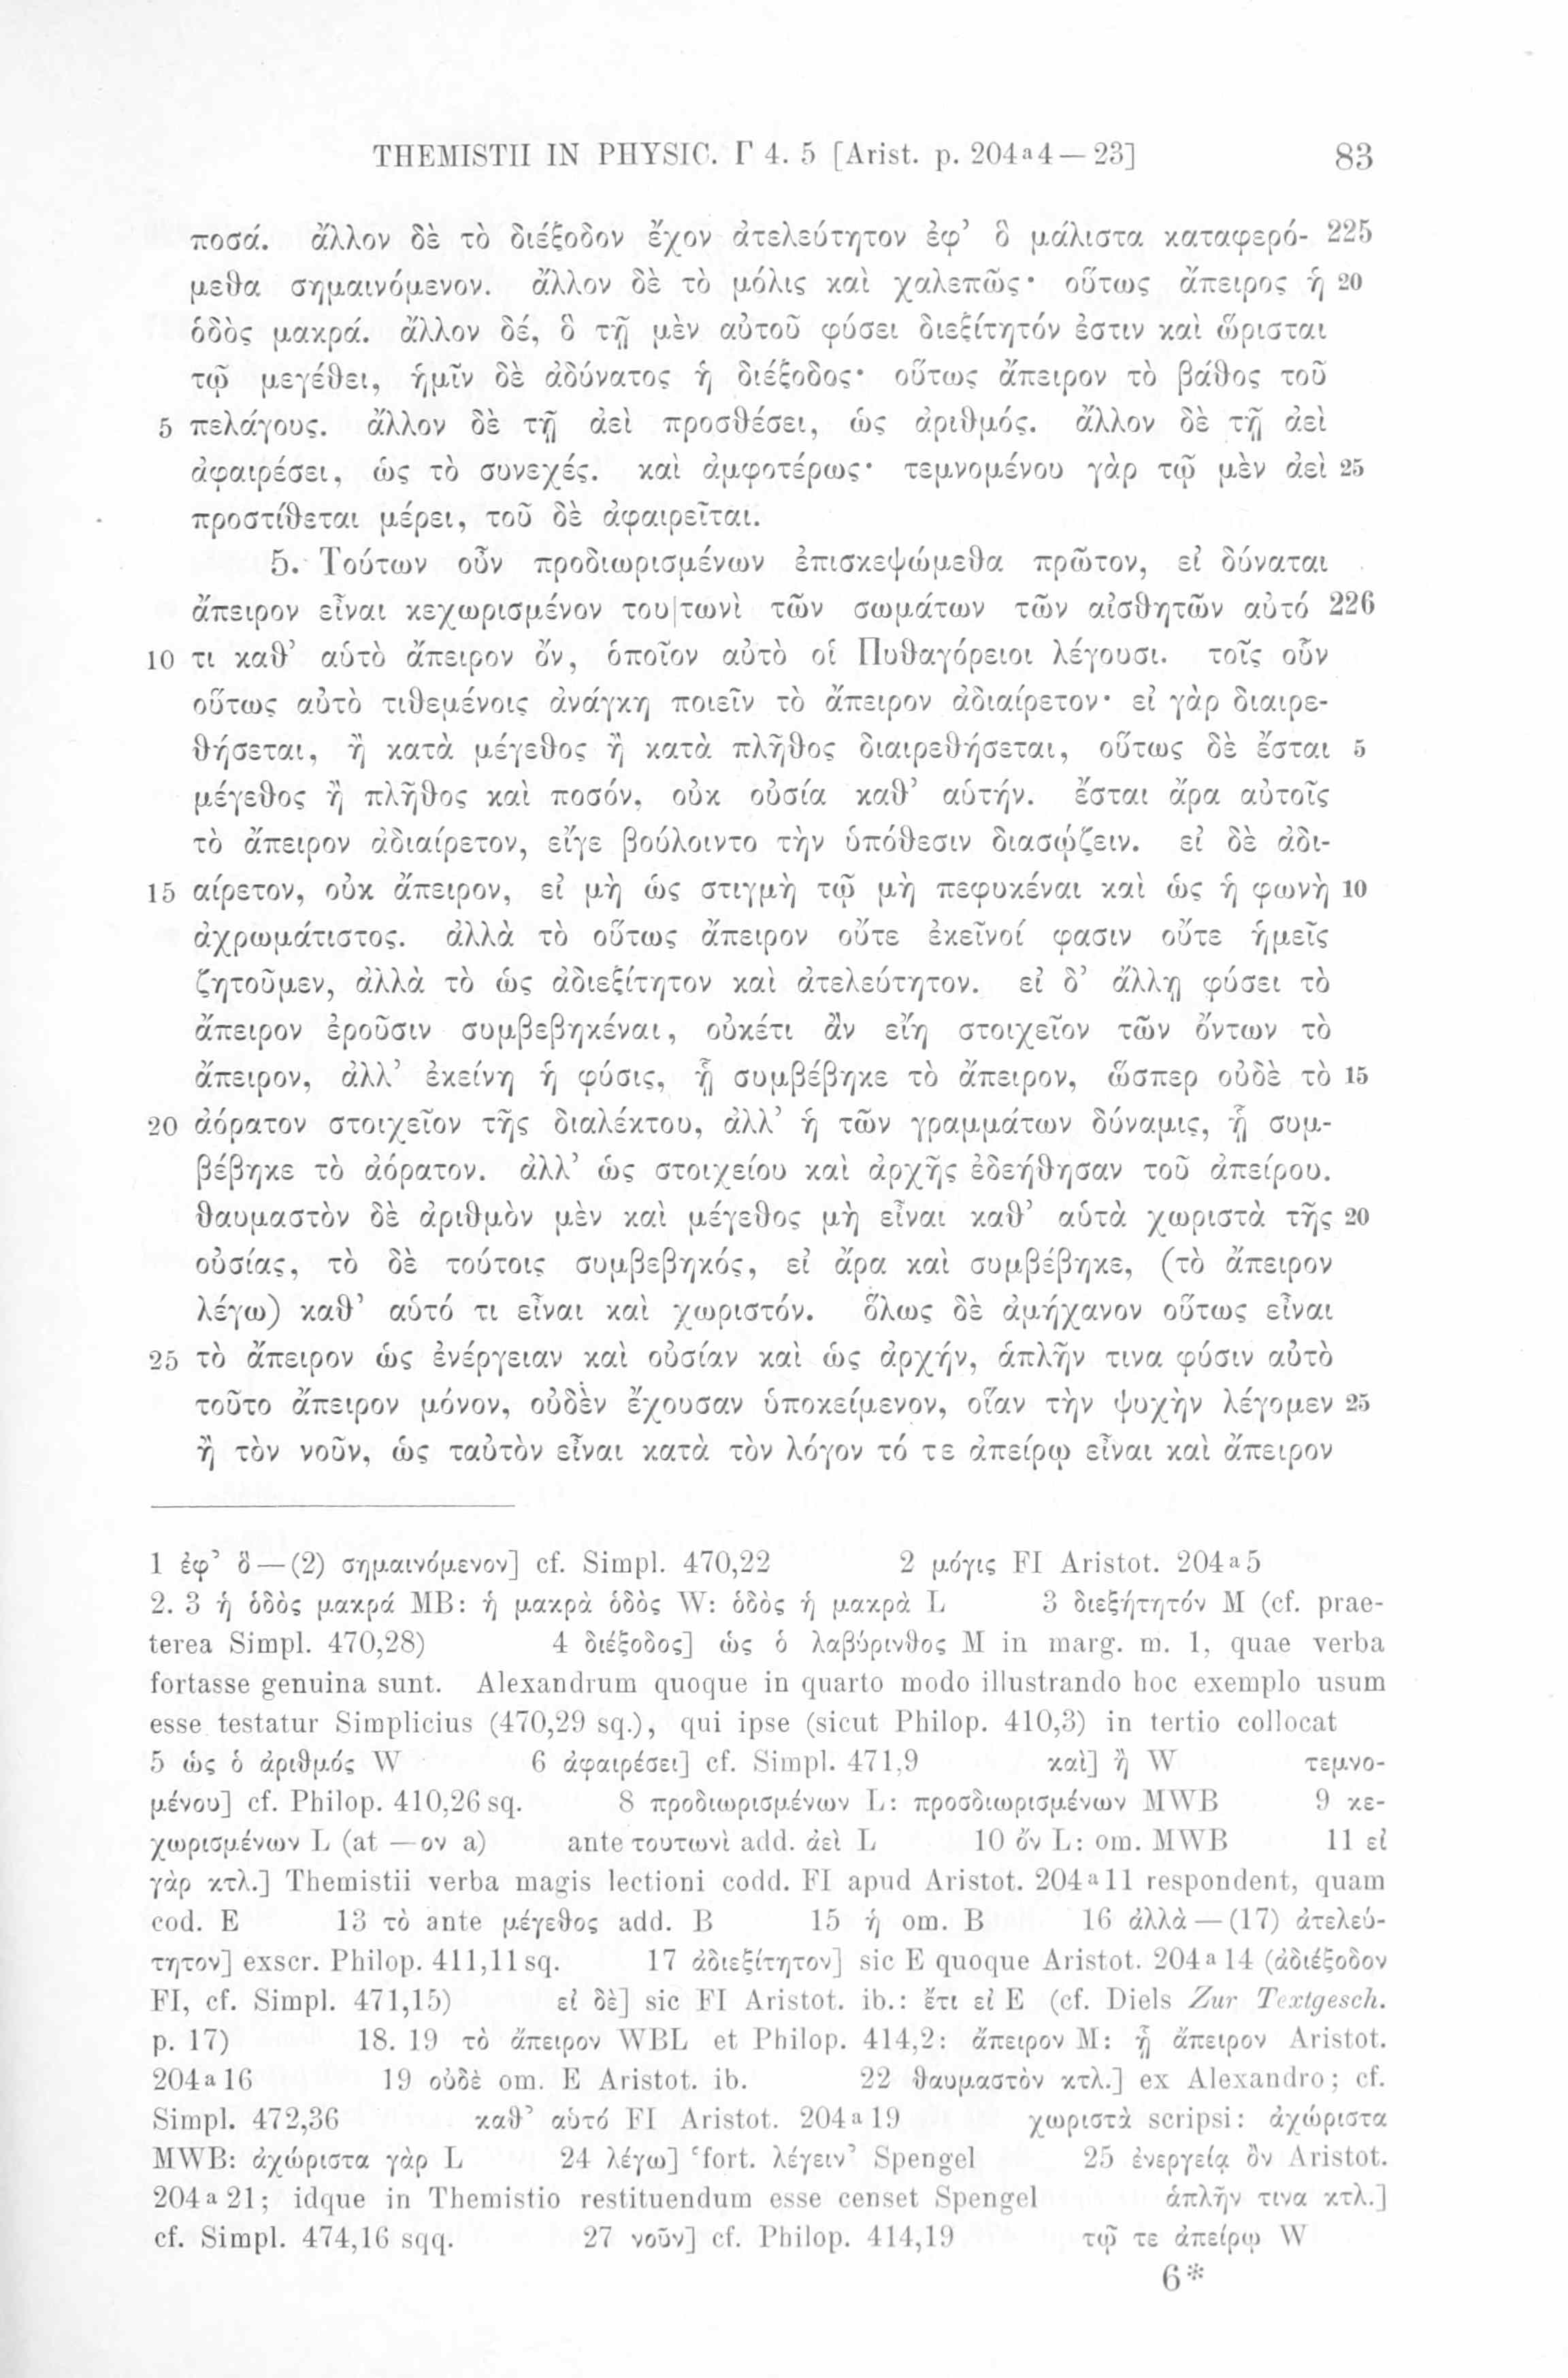 THEMISTII IN PHYSIC. Γ 4. 5 [Arist. p. 204ᵃ4 — 23] 83
ποσά. ἄλλον δὲ τὸ διέξοδον ἔχον ἀτελεύτητον ἐφ’ ὃ μάλιστα καταφερό- 225
μεθα σημαινόμενον. ἄλλον δὲ τὸ μόλις καὶ χαλεπῶς· οὕτως ἄπειρος ἡ 20
ὁδὸς μακρά. ἄλλον δέ, ὃ τῇ μὲν αὑτοῦ φύσει διεξίτητόν ἐστιν καὶ ὥρισται
τῷ μεγέθει, ἡμῖν δὲ ἀδύνατος ἡ διέξοδος· οὕτως ἄπειρον τὸ βάθος τοῦ
5 πελάγους. ἄλλον δὲ τῇ ἀεὶ προσθέσει, ὡς ἀριθμός. ἄλλον δὲ τῇ ἀεὶ
ἀφαιρέσει, ὡς τὸ συνεχές. καὶ ἀμφοτέρως· τεμνομένου γὰρ τῷ μὲν ἀεὶ 25
προστίθεται μέρει, τοῦ δὲ ἀφαιρεῖται.
5. Τούτων οὖν προδιωρισμένων ἐπισκεψώμεθα πρῶτον, εἰ δύναται
ἄπειρον εἶναι κεχωρισμένον του|τωνὶ τῶν σωμάτων τῶν αἰσθητῶν αὐτό 226
10 τι καθ’ αὑτὸ ἄπειρον ὄν, ὁποῖον αὐτὸ οἱ Πυθαγόρειοι λέγουσι. τοῖς οὖν
οὕτως αὐτὸ τιθεμένοις ἀνάγκη ποιεῖν τὸ ἄπειρον ἀδιαίρετον· εἰ γὰρ διαιρε-
θήσεται, ἢ κατὰ μέγεθος ἢ κατὰ πλῆθος διαιρεθήσεται, οὕτως δὲ ἔσται 5
μέγεθος ἢ πλῆθος καὶ ποσόν, οὐκ οὐσία καθ’ αὑτήν. ἔσται ἄρα αὐτοῖς
τὸ ἄπειρον ἀδιαίρετον, εἴγε βούλοιντο τὴν ὑπόθεσιν διασῴζειν. εἰ δὲ ἀδι-
15 αίρετον, οὐκ ἄπειρον, εἰ μὴ ὡς στιγμὴ τῷ μὴ πεφυκέναι καὶ ὡς ἡ φωνὴ 10
ἀχρωμάτιστος. ἀλλὰ τὸ οὕτως ἄπειρον οὔτε ἐκεῖνοί φασιν οὔτε ἡμεῖς
ζητοῦμεν, ἀλλὰ τὸ ὡς ἀδιεξίτητον καὶ ἀτελεύτητον. εἰ δ’ ἄλλῃ φύσει τὸ
ἄπειρον ἐροῦσιν συμβεβηκέναι, οὐκέτι ἂν εἴη στοιχεῖον τῶν ὄντων τὸ
ἄπειρον, ἀλλ’ ἐκείνη ἡ φύσις, ᾗ συμβέβηκε τὸ ἄπειρον, ὥσπερ οὐδὲ τὸ 15
20 ἀόρατον στοιχεῖον τῆς διαλέκτου, ἀλλ’ ἡ τῶν γραμμάτων δύναμις, ᾗ συμ-
βέβηκε τὸ ἀόρατον. ἀλλ’ ὡς στοιχείου καὶ ἀρχῆς ἐδεήθησαν τοῦ ἀπείρου.
θαυμαστὸν δὲ ἀριθμὸν μὲν καὶ μέγεθος μὴ εἶναι καθ’ αὑτὰ χωριστὰ τῆς 20
οὐσίας, τὸ δὲ τούτοις συμβεβηκός, εἰ ἄρα καὶ συμβέβηκε, (τὸ ἄπειρον
λέγω) καθ’ αὑτό τι εἶναι καὶ χωριστόν. ὅλως δὲ ἀμήχανον οὕτως εἶναι
25 τὸ ἄπειρον ὡς ἐνέργειαν καὶ οὐσίαν καὶ ὡς ἀρχήν, ἁπλῆν τινα φύσιν αὐτὸ
τοῦτο ἄπειρον μόνον, οὐδὲν ἔχουσαν ὑποκείμενον, οἵαν τὴν ψυχὴν λέγομεν 25
ἢ τὸν νοῦν, ὡς ταὐτὸν εἶναι κατὰ τὸν λόγον τό τε ἀπείρῳ εἶναι καὶ ἄπειρον
1 ἐφ’ ὃ — (2) σημαινόμενον] cf. Simpl. 470,22 2 μόγις FI Aristot. 204ᵃ5
2. 3 ἡ ὁδὸς μακρά MB: ἡ μακρὰ ὁδὸς W: ὁδὸς ἡ μακρὰ L 3 διεξήτητόν M (cf. prae-
terea Simpl. 470,28) 4 διέξοδος] ὡς ὁ λαβύρινθος M in marg. m. 1, quae verba
fortasse genuina sunt. Alexandrum quoque in quarto modo illustrando hoc exemplo usum
esse testatur Simplicius (470,29 sq.), qui ipse (sicut Philop. 410,3) in tertio collocat
5 ὡς ὁ ἀριθμός W 6 ἀφαιρέσει] cf. Simpl. 471,9 καὶ] ἢ W τεμνο-
μένου] cf. Philop. 410,26 sq. 8 προδιωρισμένων L: προσδιωρισμένων MWB 9 κε-
χωρισμένων L (at —ον a) ante τουτωνὶ add. ἀεὶ L 10 ὄν L: om. MWB 11 εἰ
γὰρ κτλ.] Themistii verba magis lectioni codd. FI apud Aristot. 204ᵃ11 respondent, quam
cod. E 13 τὸ ante μέγεθος add. B 15 ἡ om. B 16 ἀλλὰ — (17) ἀτελεύ-
τητον] exscr. Philop. 411,11 sq. 17 ἀδιεξίτητον] sic E quoque Aristot. 204ᵃ14 (ἀδιέξοδον
FI, cf. Simpl. 471,15) εἰ δὲ] sic FI Aristot. ib.: ἔτι εἰ E (cf. Diels Zur Textgesch.
p. 17) 18. 19 τὸ ἄπειρον WBL et Philop. 414,2: ἄπειρον M: ᾗ ἄπειρον Aristot.
204ᵃ16 19 οὐδὲ om. E Aristot. ib. 22 θαυμαστὸν κτλ.] ex Alexandro; cf.
Simpl. 472,36 καθ’ αὑτό FI Aristot. 204ᵃ19 χωριστὰ scripsi: ἀχώριστα
MWB: ἀχώριστα γὰρ L 24 λέγω] ‘fort. λέγειν’ Spengel 25 ἐνεργείᾳ ὂν Aristot.
204ᵃ21; idque in Themistio restituendum esse censet Spengel ἁπλῆν τινα κτλ.]
cf. Simpl. 474,16 sqq. 27 νοῦν] cf. Philop. 414,19 τῷ τε ἀπείρῳ W
6*